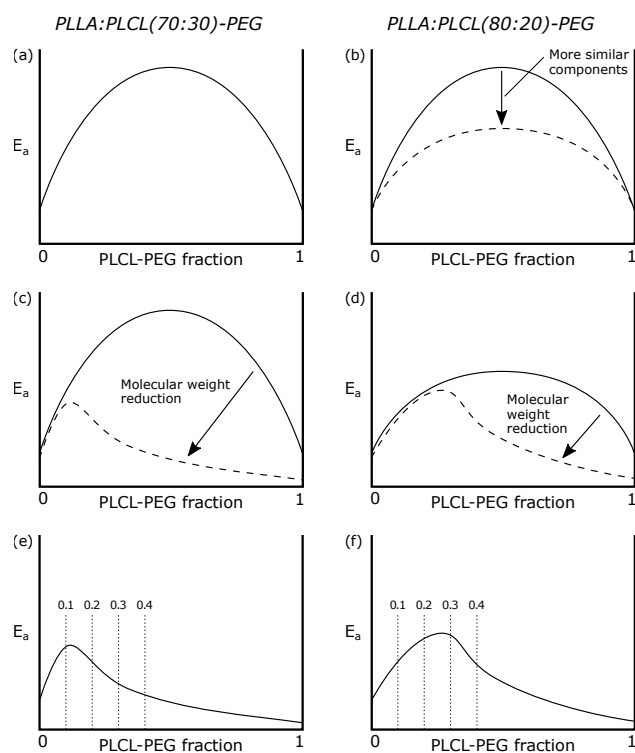 PLLA:PLCL(70:30)-PEG
PLLA:PLCL(80:20)-PEG
(a)
Ea
0
1
PLCL-PEG fraction
(b)
More similar
components
Ea
0
1
PLCL-PEG fraction
(c)
Molecular weight
reduction
Ea
0
1
PLCL-PEG fraction
(d)
Molecular
weight
reduction
Ea
0
1
PLCL-PEG fraction
(e)
0.1 0.2 0.3 0.4
Ea
0
1
PLCL-PEG fraction
(f)
0.1 0.2 0.3 0.4
Ea
0
1
PLCL-PEG fraction